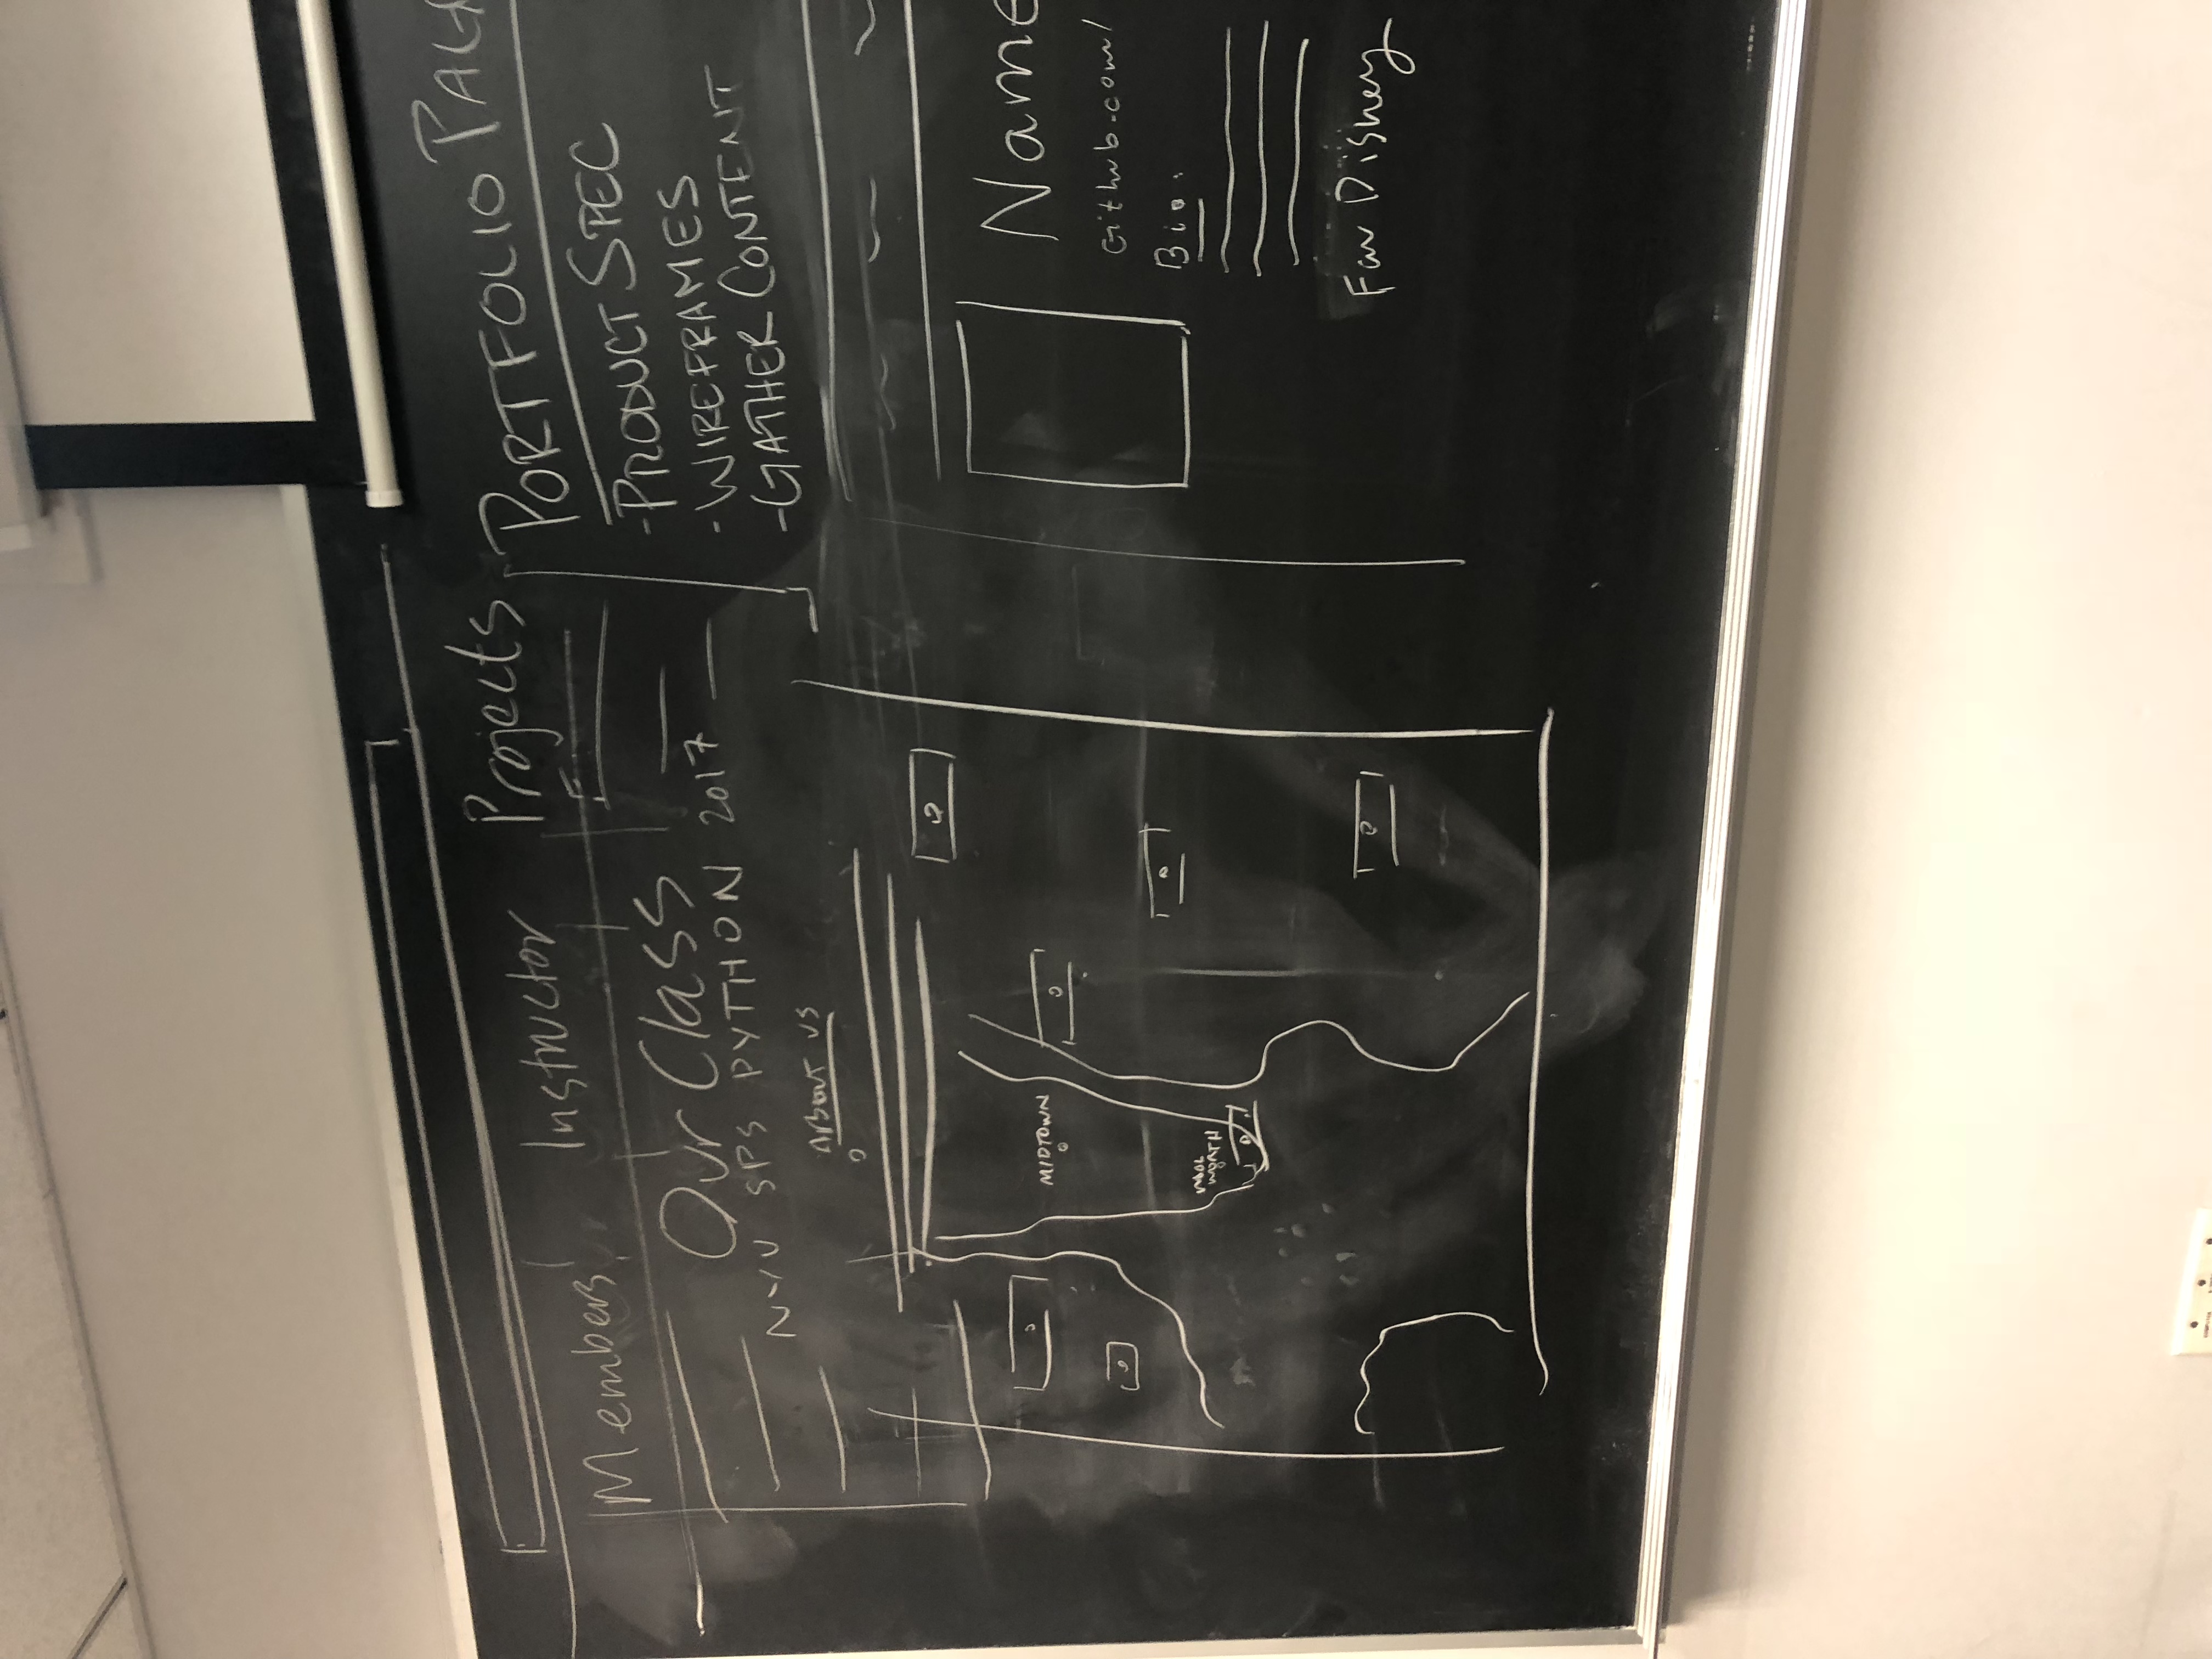 Members Instructor Projects
Our Class
NYU SPS PYTHON 2017
ABOUT US
MIDTOWN
WOOL
WORTH
PORTFOLIO PAG
- PRODUCT SPEC
- WIREFRAMES
- GATHER CONTENT
Name
Github.com/
Bio.
Fav Disney